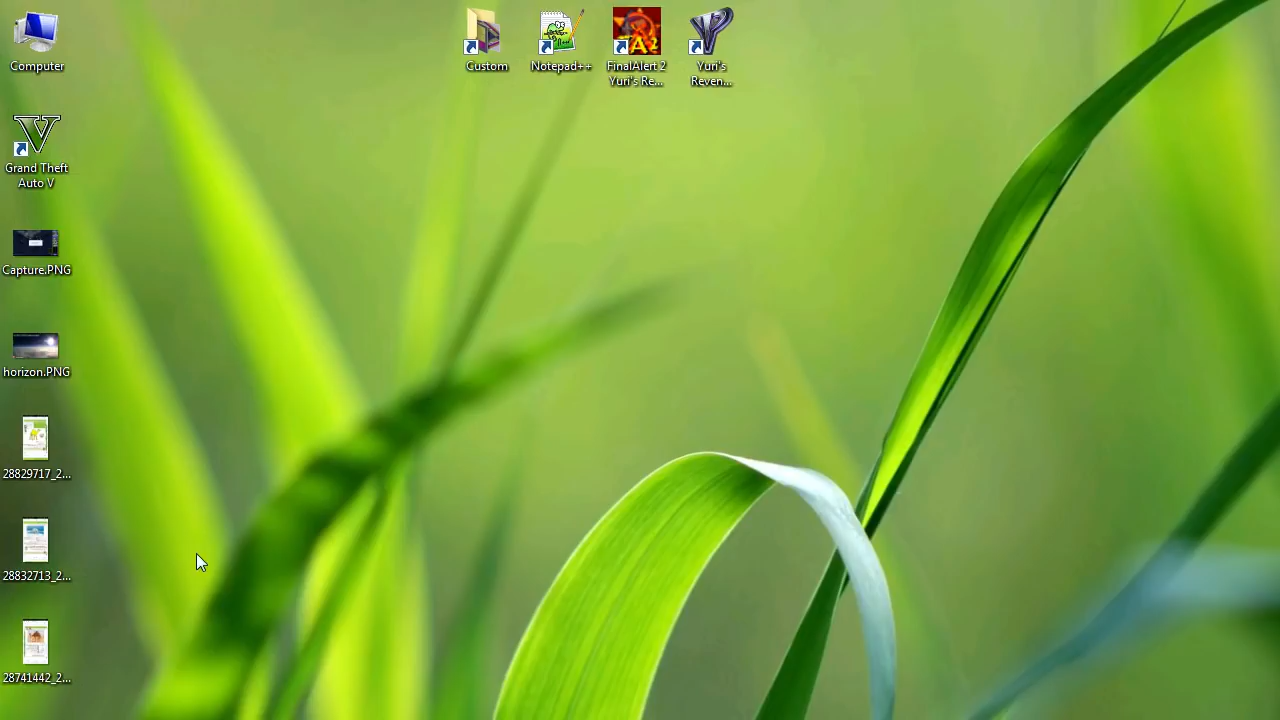 Computer
Custom
Notepad++
FinalAlert 2
Yuri's Re...
Yuri's
Reven...
Grand Theft
Auto V
Capture.PNG
horizon.PNG
28829717_2...
28832713_2...
28741442_2...